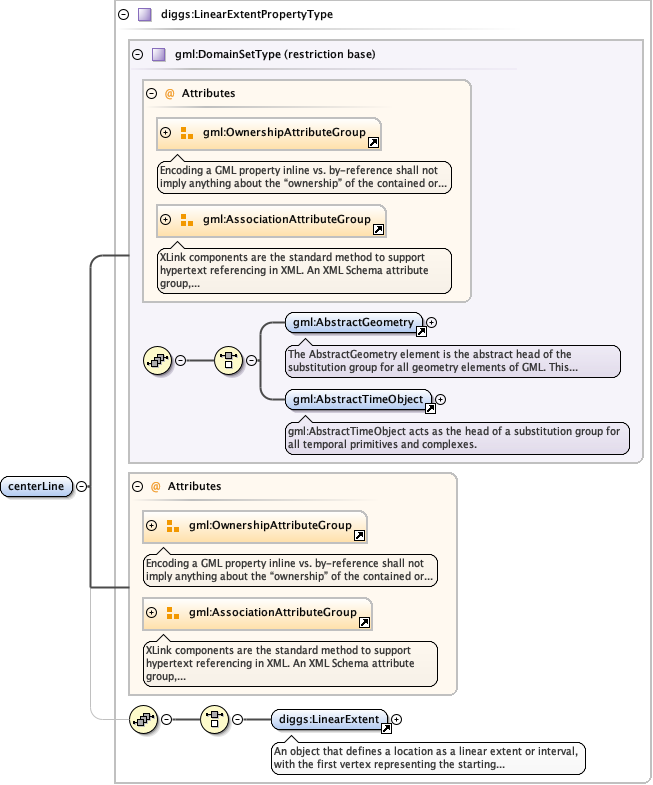 diggs:LinearExtentPropertyType
gml:DomainSetType (restriction base)
@ Attributes
gml:OwnershipAttributeGroup
Encoding a GML property inline vs. by-reference shall not
imply anything about the “ownership” of the contained or...
gml:AssociationAttributeGroup
XLink components are the standard method to support
hypertext referencing in XML. An XML Schema attribute
group,...
gml:AbstractGeometry
The AbstractGeometry element is the abstract head of the
substitution group for all geometry elements of GML. This...
gml:AbstractTimeObject
gml:AbstractTimeObject acts as the head of a substitution group for
all temporal primitives and complexes.
centerLine
@ Attributes
gml:OwnershipAttributeGroup
Encoding a GML property inline vs. by-reference shall not
imply anything about the “ownership” of the contained or...
gml:AssociationAttributeGroup
XLink components are the standard method to support
hypertext referencing in XML. An XML Schema attribute
group,...
diggs:LinearExtent
An object that defines a location as a linear extent or interval,
with the first vertex representing the starting...